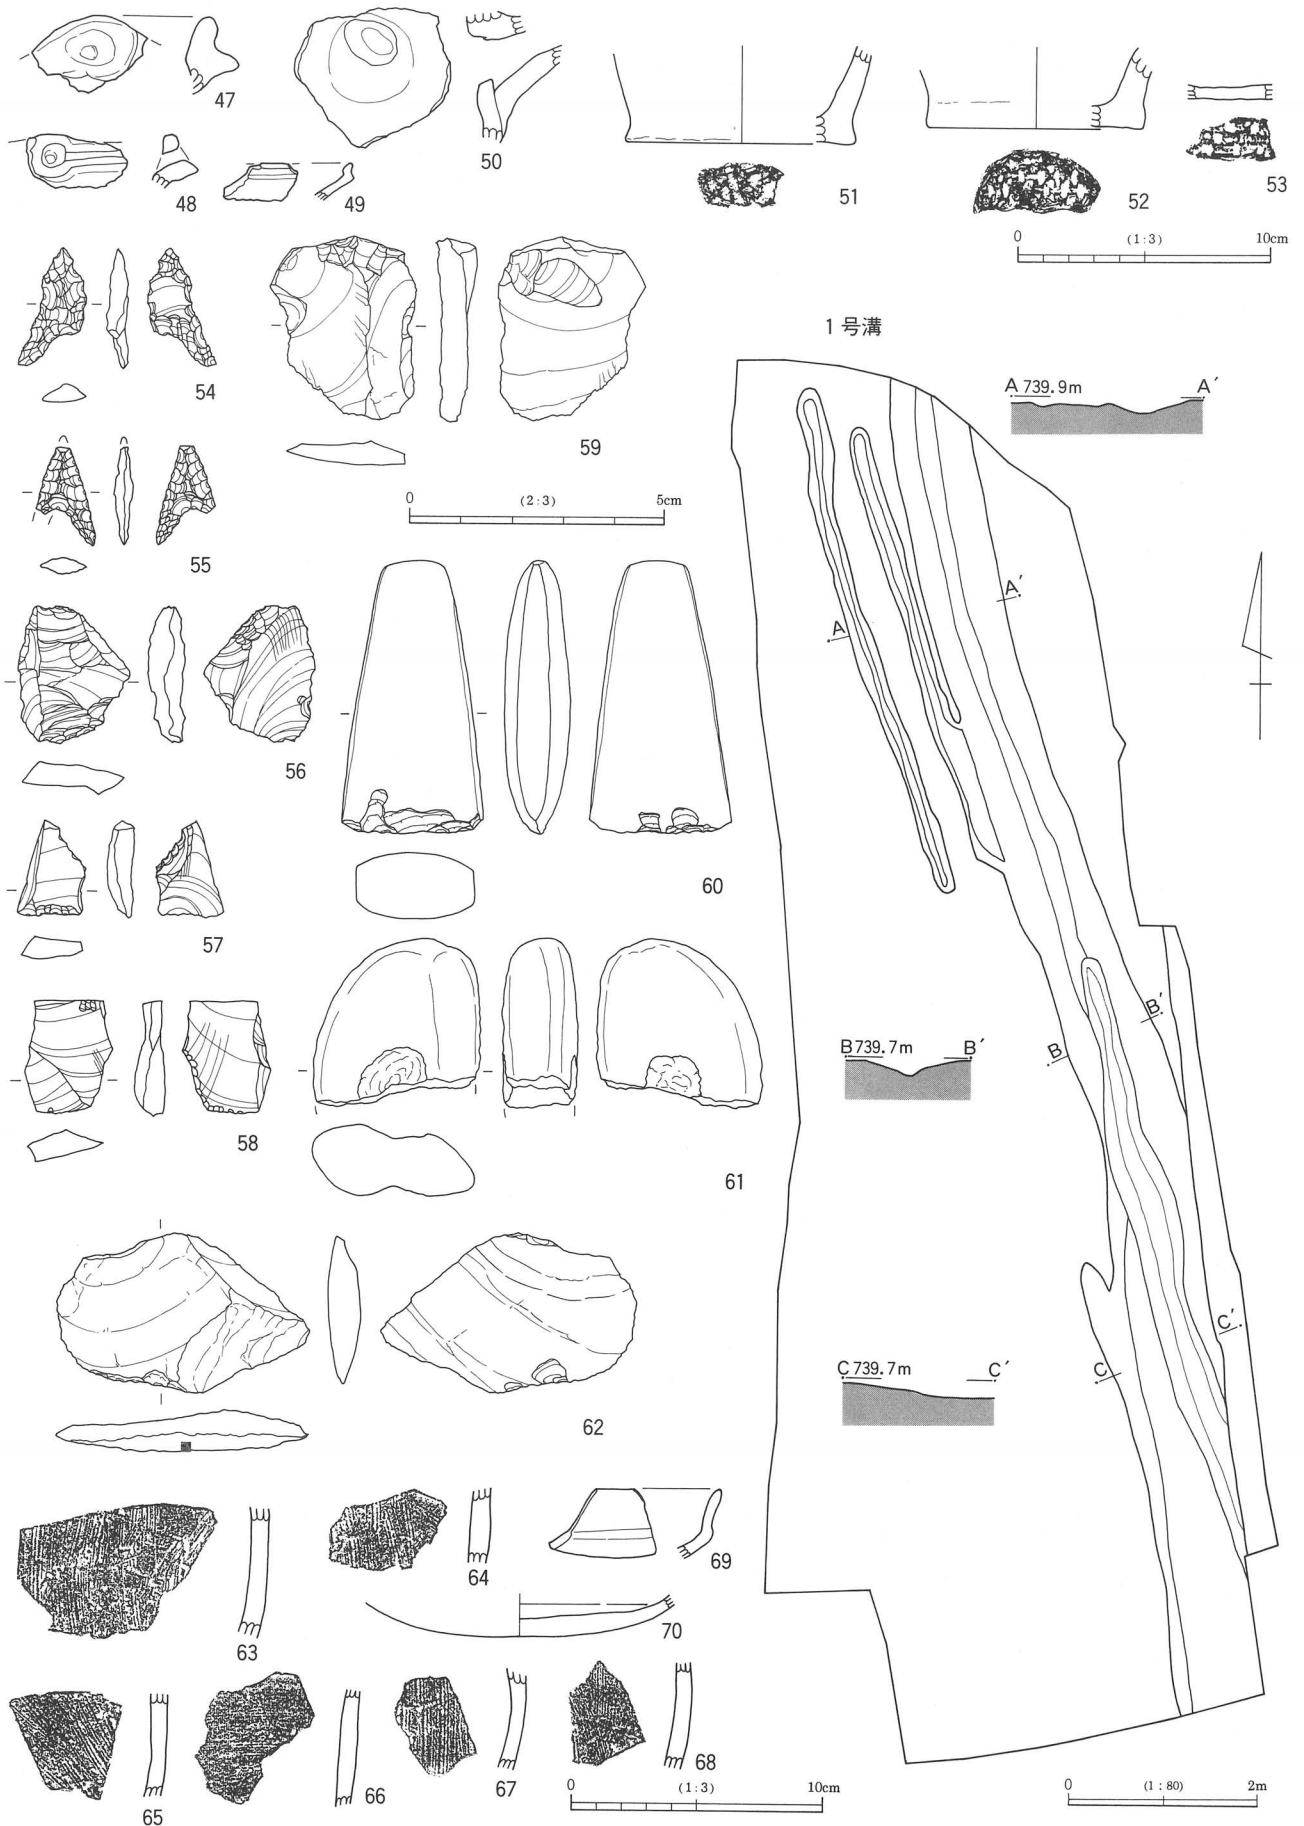 47
48
49
50
51
52
53
0 (1:3) 10cm
54
55
56
57
58
59
0 (2:3) 5cm
60
61
62
63
64
65
66
67
68
69
70
0 (1:3) 10cm
1号溝
A 739.9m A′
A A′
B 739.7m B′
B B′
C 739.7m C′
C C′
0 (1:80) 2m